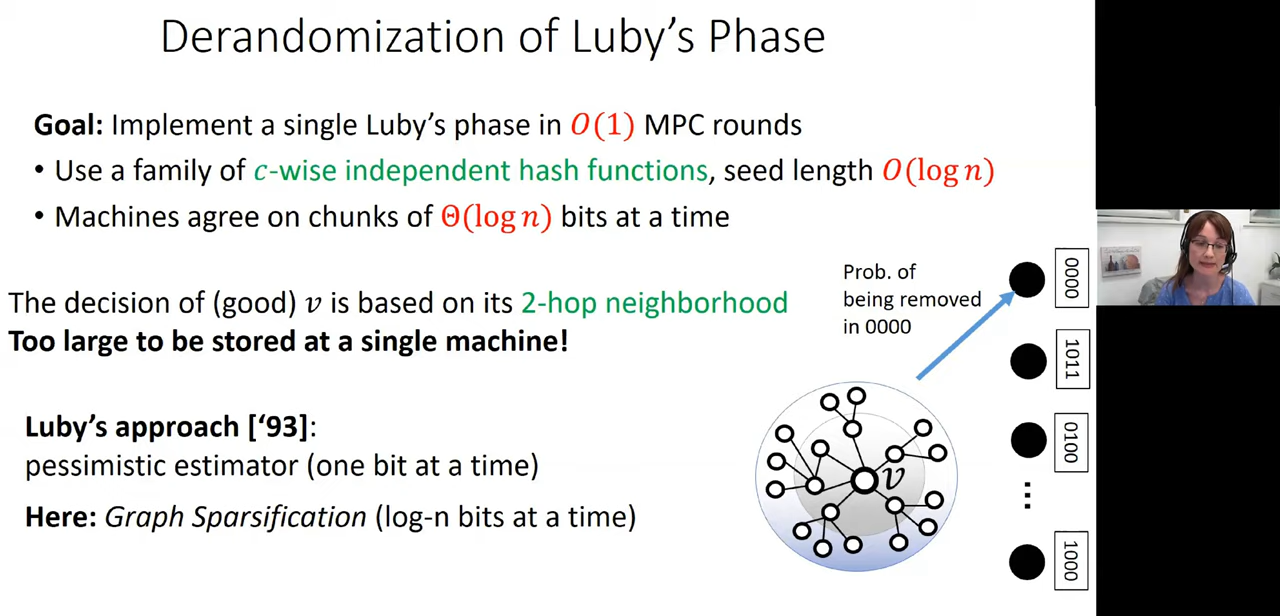 Derandomization of Luby's Phase
Goal: Implement a single Luby's phase in O(1) MPC rounds
• Use a family of c-wise independent hash functions, seed length O(log n)
• Machines agree on chunks of Θ(log n) bits at a time
The decision of (good) v is based on its 2-hop neighborhood
Too large to be stored at a single machine!
Luby's approach [‘93]:
pessimistic estimator (one bit at a time)
Here: Graph Sparsification (log-n bits at a time)
Prob. of
being removed
in 0000
v
0000
1011
0100
...
1000